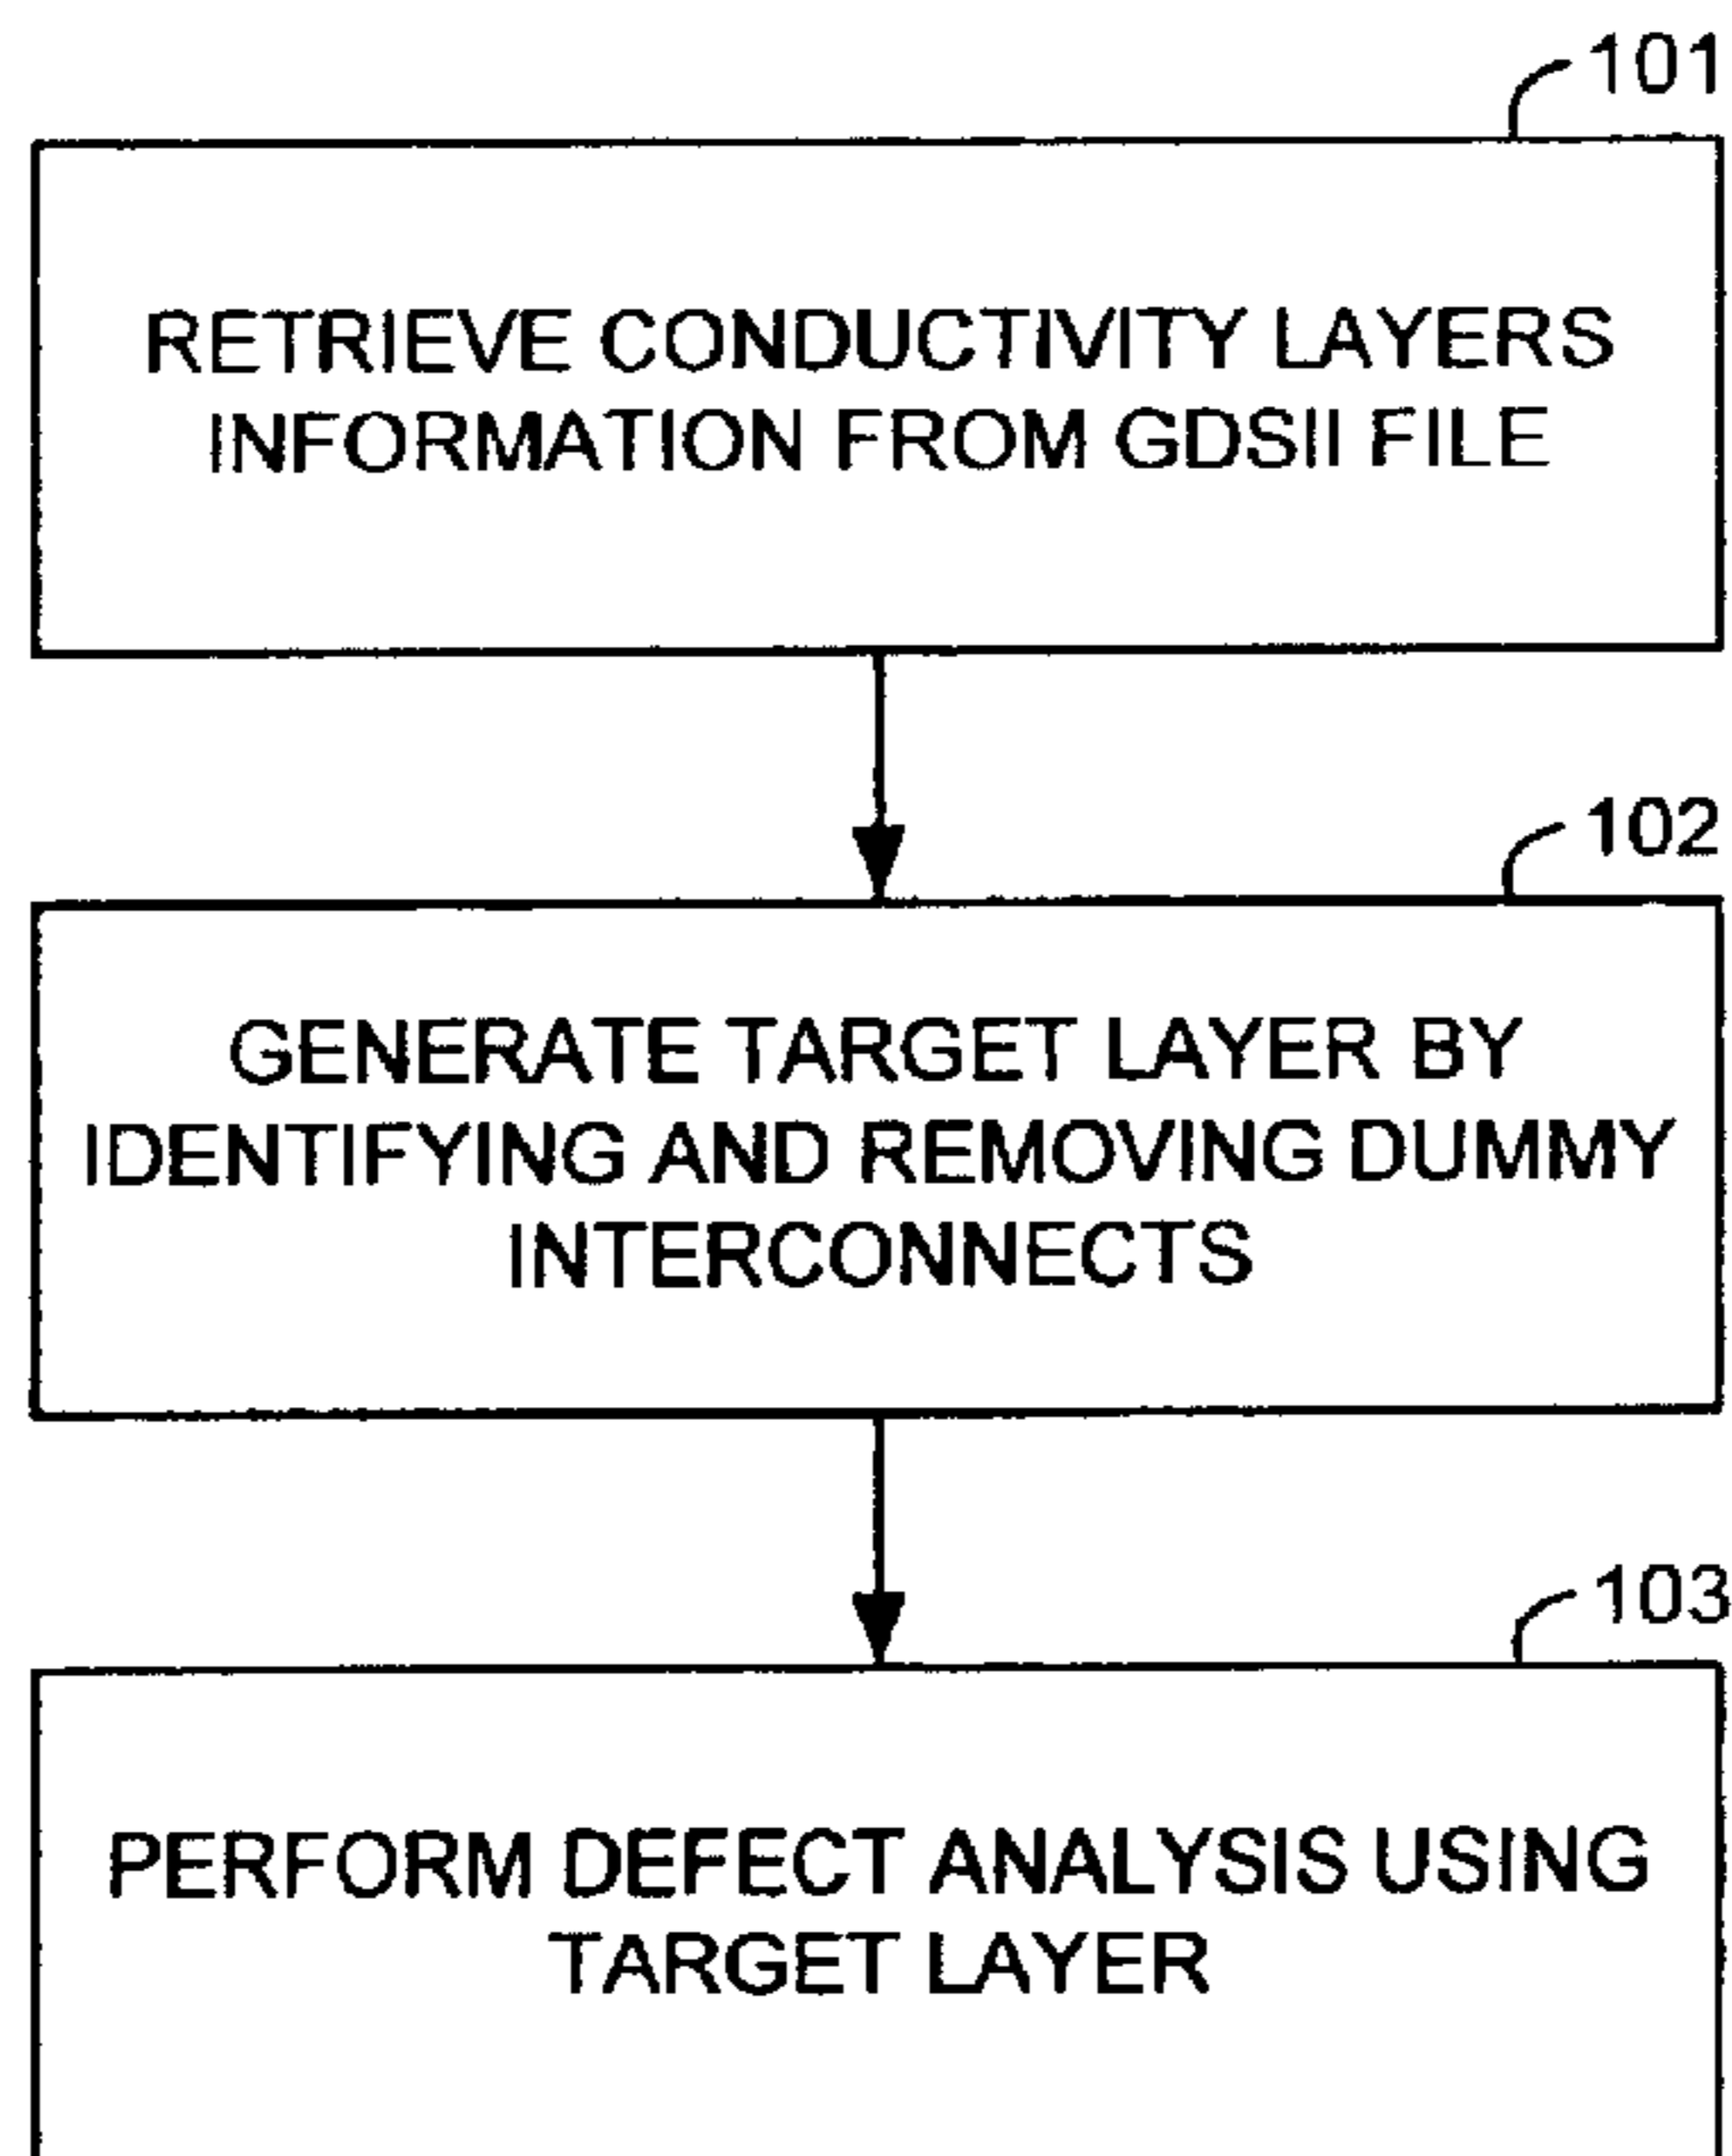 101
RETRIEVE CONDUCTIVITY LAYERS
INFORMATION FROM GDSII FILE
102
GENERATE TARGET LAYER BY
IDENTIFYING AND REMOVING DUMMY
INTERCONNECTS
103
PERFORM DEFECT ANALYSIS USING
TARGET LAYER